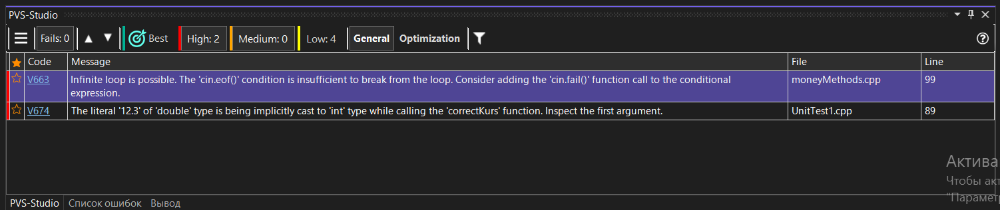 PVS-Studio
Fails: 0
Best
High: 2
Medium: 0
Low: 4
General
Optimization
Code Message File Line
V663 Infinite loop is possible. The 'cin.eof()' condition is insufficient to break from the loop. Consider adding the 'cin.fail()' function call to the conditional moneyMethods.cpp 99
expression.
V674 The literal '12.3' of 'double' type is being implicitly cast to 'int' type while calling the 'correctKurs' function. Inspect the first argument. UnitTest1.cpp 89
Актива
Чтобы акт
"Параметр
PVS-Studio Список ошибок Вывод